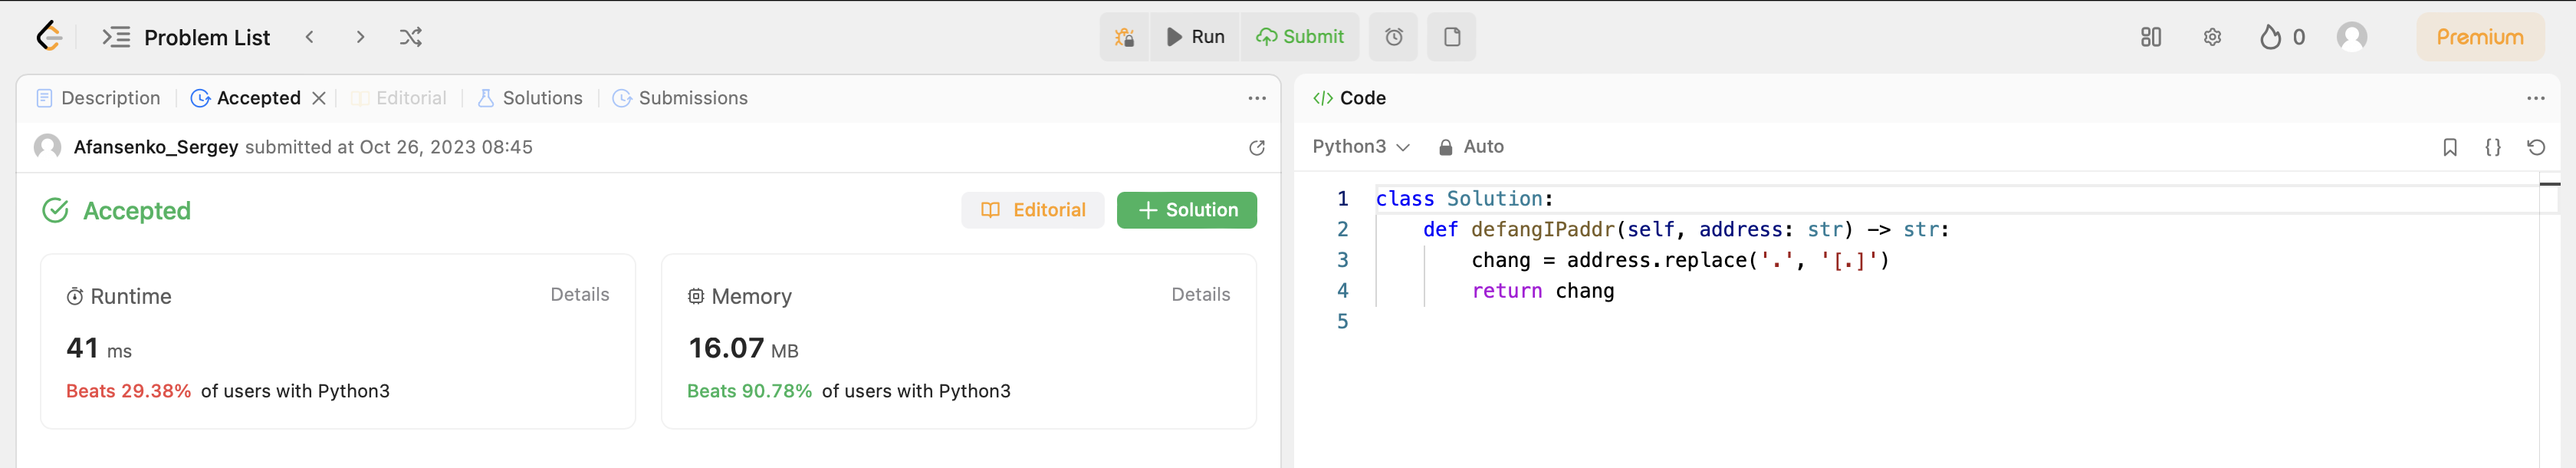 Problem List
Run
Submit
0
Premium
Description
Accepted
Editorial
Solutions
Submissions
Afansenko_Sergey submitted at Oct 26, 2023 08:45
Accepted
Editorial
Solution
Runtime
Details
41 ms
Beats 29.38% of users with Python3
Memory
Details
16.07 MB
Beats 90.78% of users with Python3
</> Code
Python3
Auto
{}
1 class Solution:
2 def defangIPaddr(self, address: str) -> str:
3 chang = address.replace('.', '[.]')
4 return chang
5